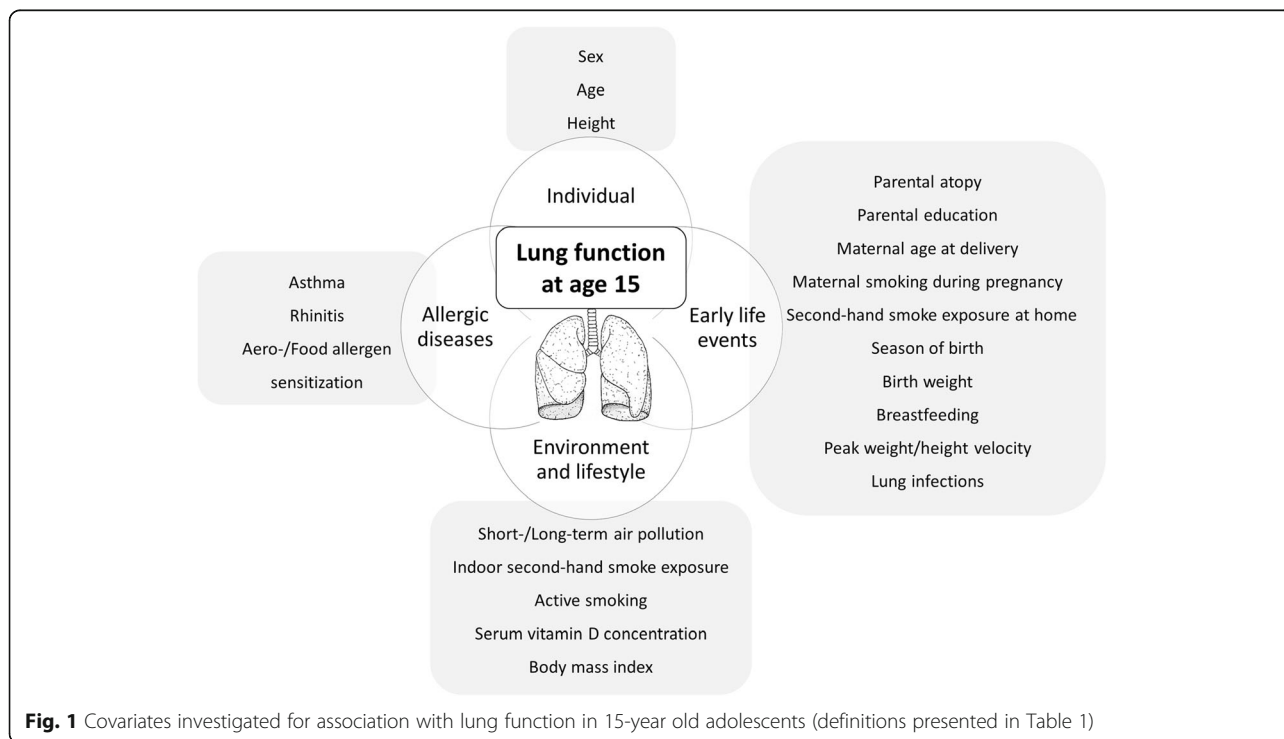 Sex
Age
Height
Individual
Lung function
at age 15
Allergic
diseases
Early life
events
Environment
and lifestyle
Asthma
Rhinitis
Aero-/Food allergen
sensitization
Parental atopy
Parental education
Maternal age at delivery
Maternal smoking during pregnancy
Second-hand smoke exposure at home
Season of birth
Birth weight
Breastfeeding
Peak weight/height velocity
Lung infections
Short-/Long-term air pollution
Indoor second-hand smoke exposure
Active smoking
Serum vitamin D concentration
Body mass index
Fig. 1 Covariates investigated for association with lung function in 15-year old adolescents (definitions presented in Table 1)